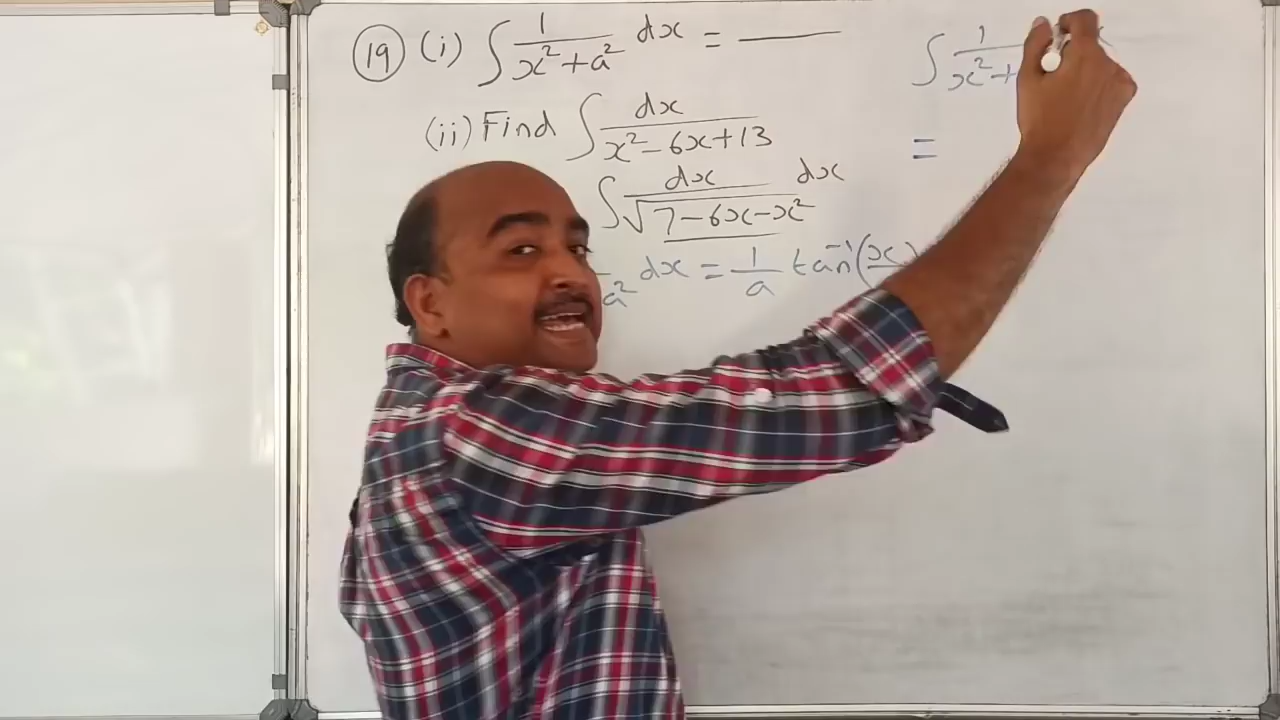 19 (i) ∫ 1/(x² + a²) dx = ____
(ii) Find ∫ dx/(x² - 6x + 13)
∫ dx/√(7 - 6x - x²) dx
a² dx = 1/a tan⁻¹(x
∫ 1/(x² +
=